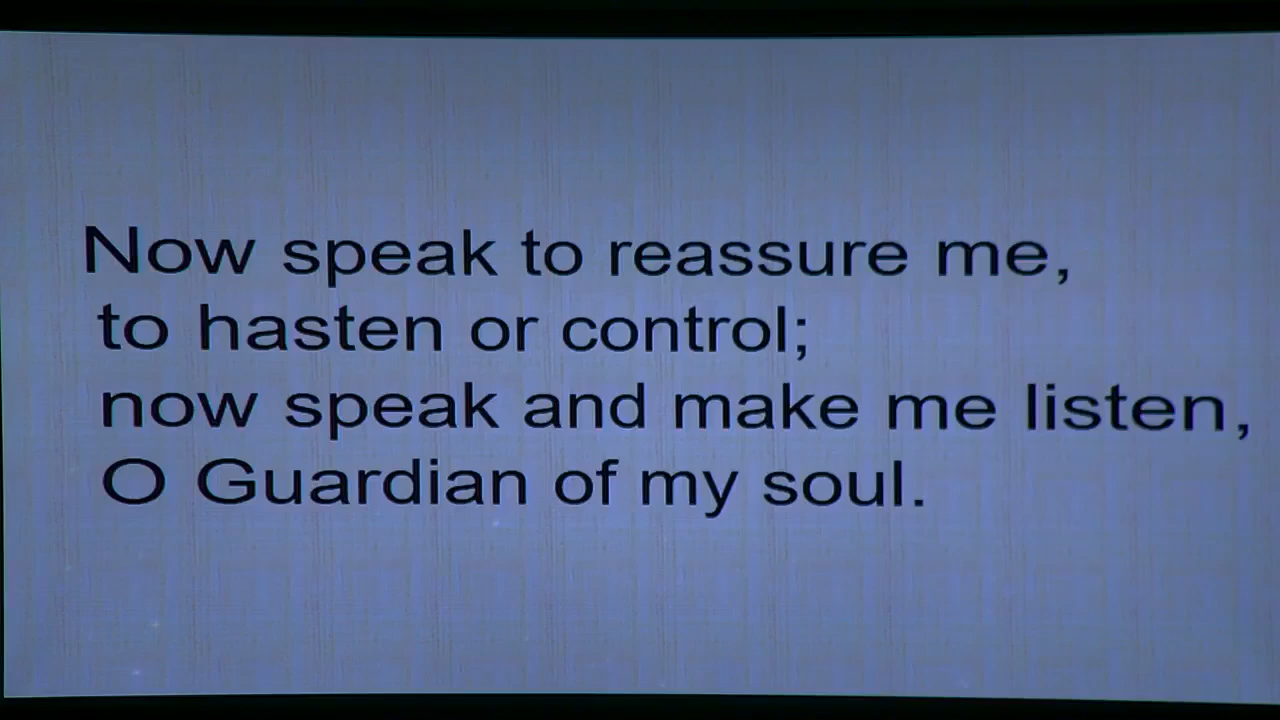 Now speak to reassure me,
to hasten or control;
now speak and make me listen,
O Guardian of my soul.